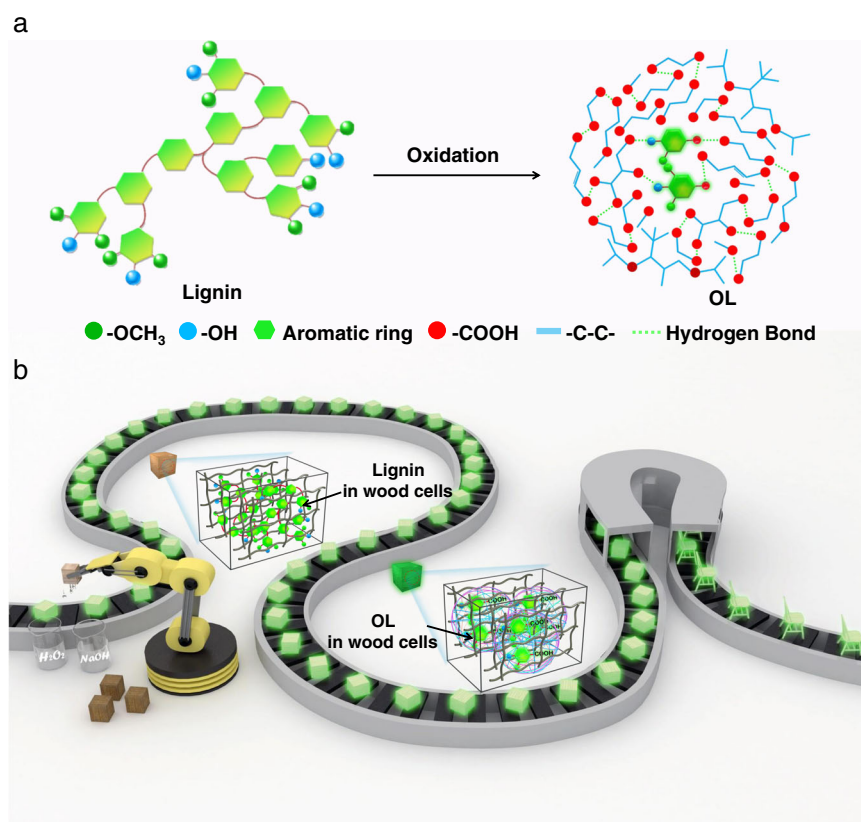 a
Oxidation
Lignin
OL
-OCH₃ -OH Aromatic ring -COOH -C-C- Hydrogen Bond
b
Lignin
in wood cells
COOH
OL
in wood cells
COOH
COOH
COOH
H₂O₂
NaOH